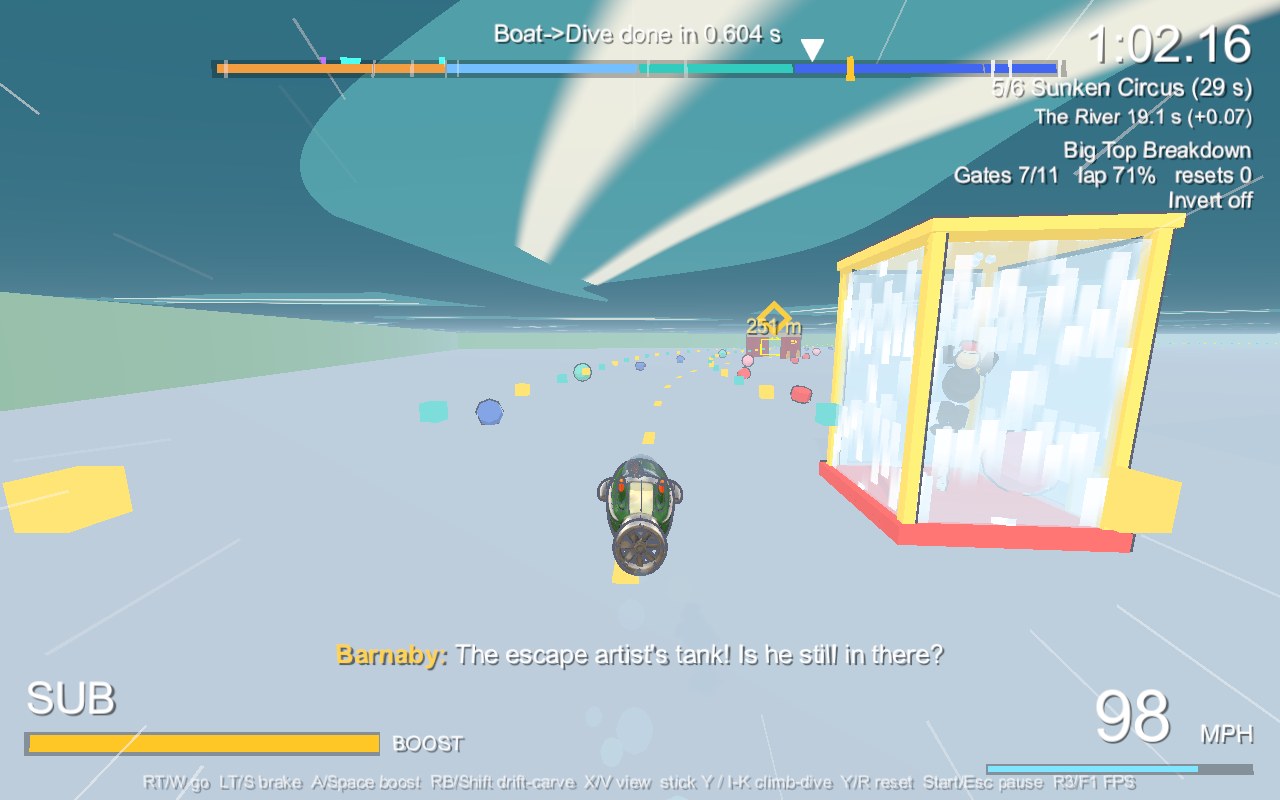 Boat->Dive done in 0.604 s
1:02.16
5/6 Sunken Circus (29 s)
The River 19.1 s (+0.07)
Big Top Breakdown
Gates 7/11 lap 71% resets 0
Invert off
251 m
Barnaby: The escape artist's tank! Is he still in there?
SUB
BOOST
98 MPH
RT/W go LT/S brake A/Space boost RB/Shift drift-carve X/V view stick Y / I-K climb-dive Y/R reset Start/Esc pause R3/F1 FPS